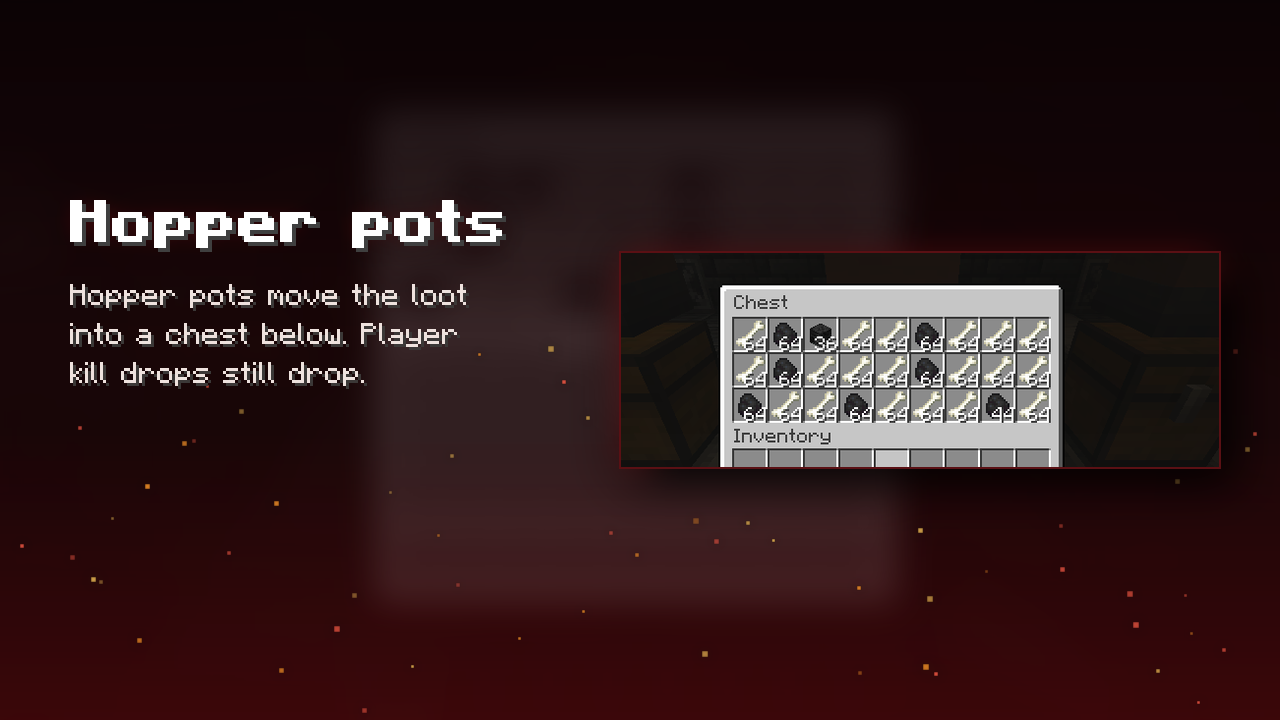 Hopper pots
Hopper pots move the loot
into a chest below. Player
kill drops still drop.
Chest
64 64 36 64 64 64 64 64 64
64 64 64 64 64 64 64 64 64
64 64 64 64 64 64 64 44 64
Inventory